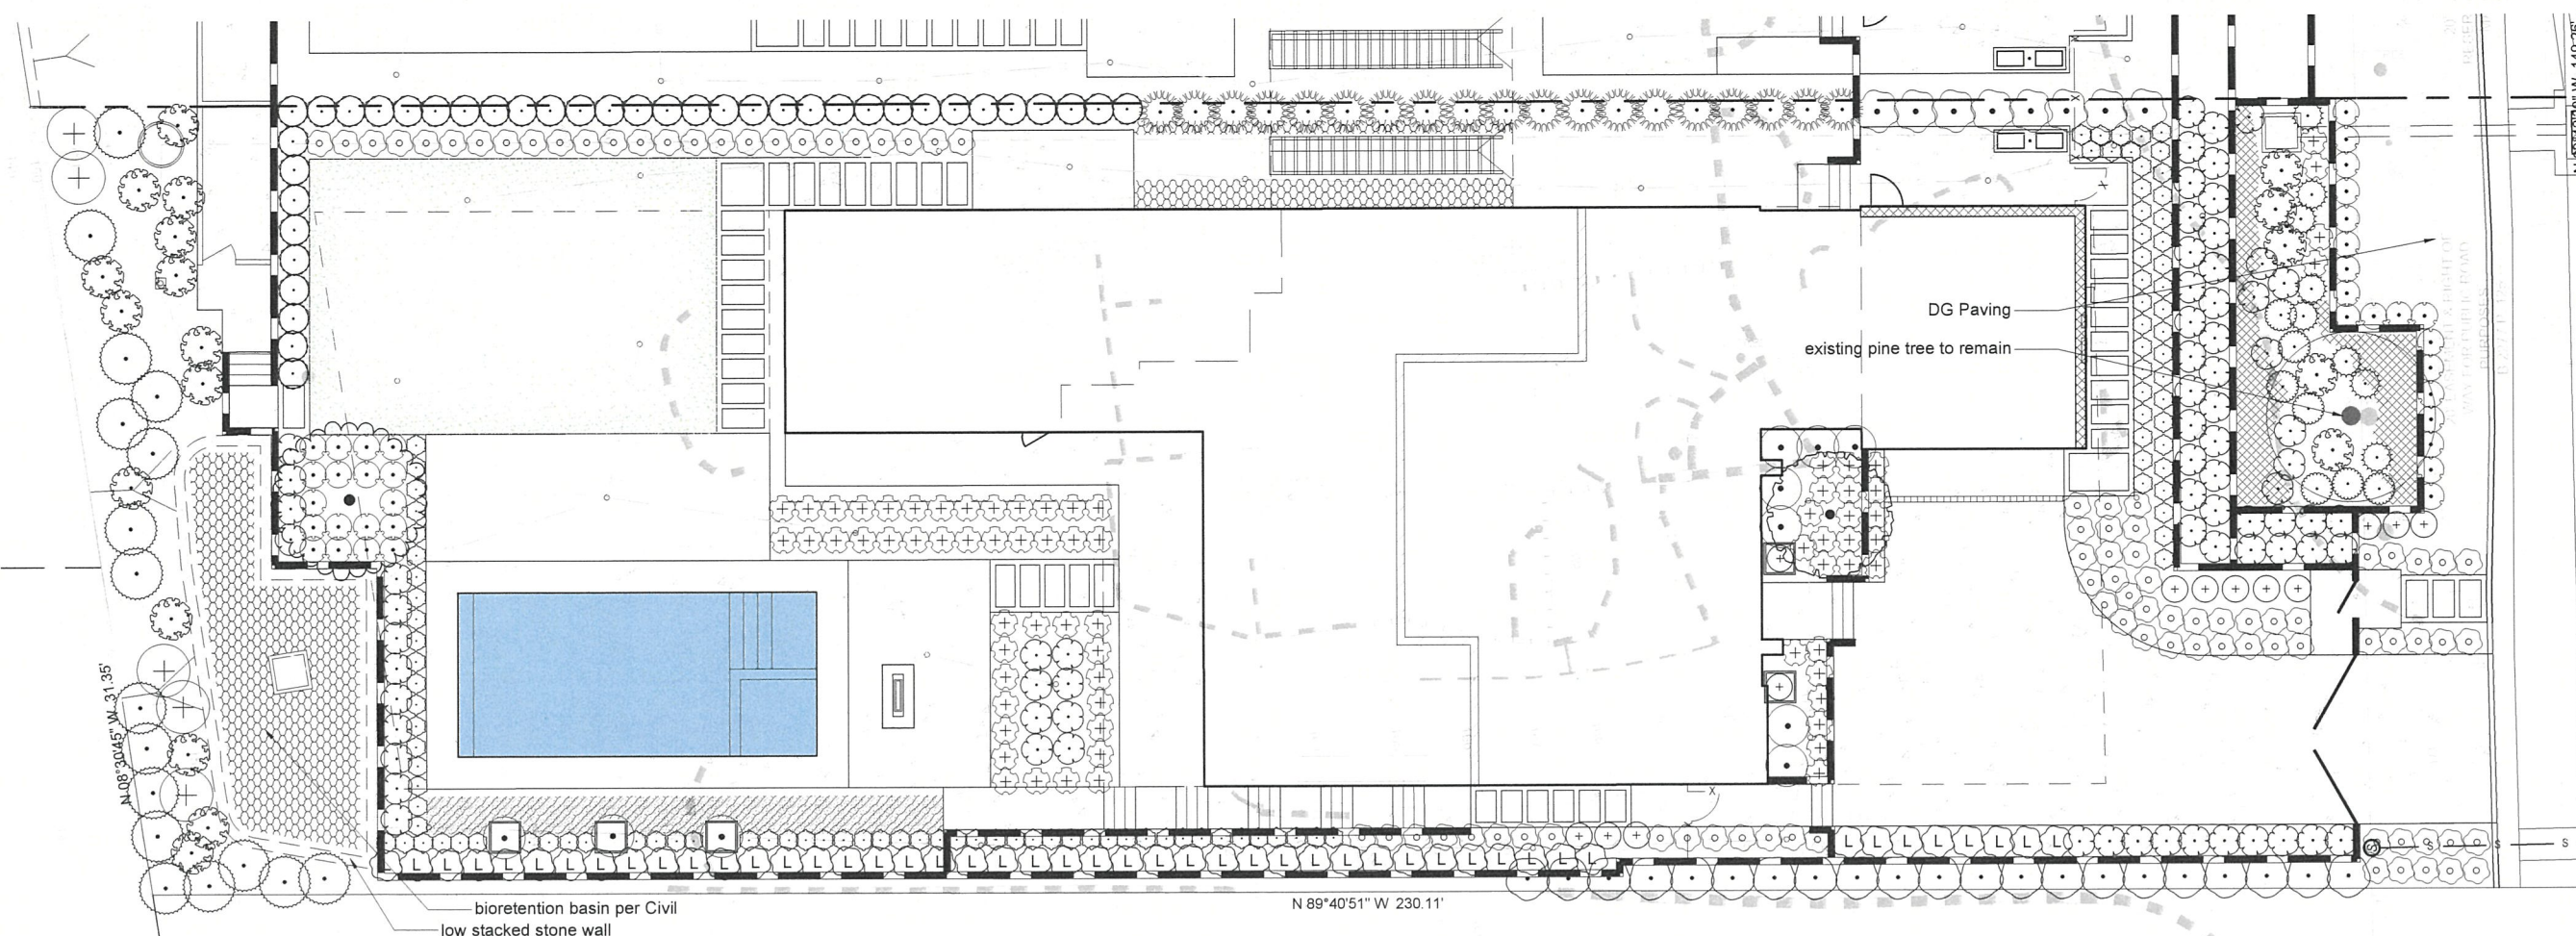 DG Paving
existing pine tree to remain
N 08°30'45" W 31.35'
bioretention basin per Civil
low stacked stone wall
N 89°40'51" W 230.11'
PURPOSES